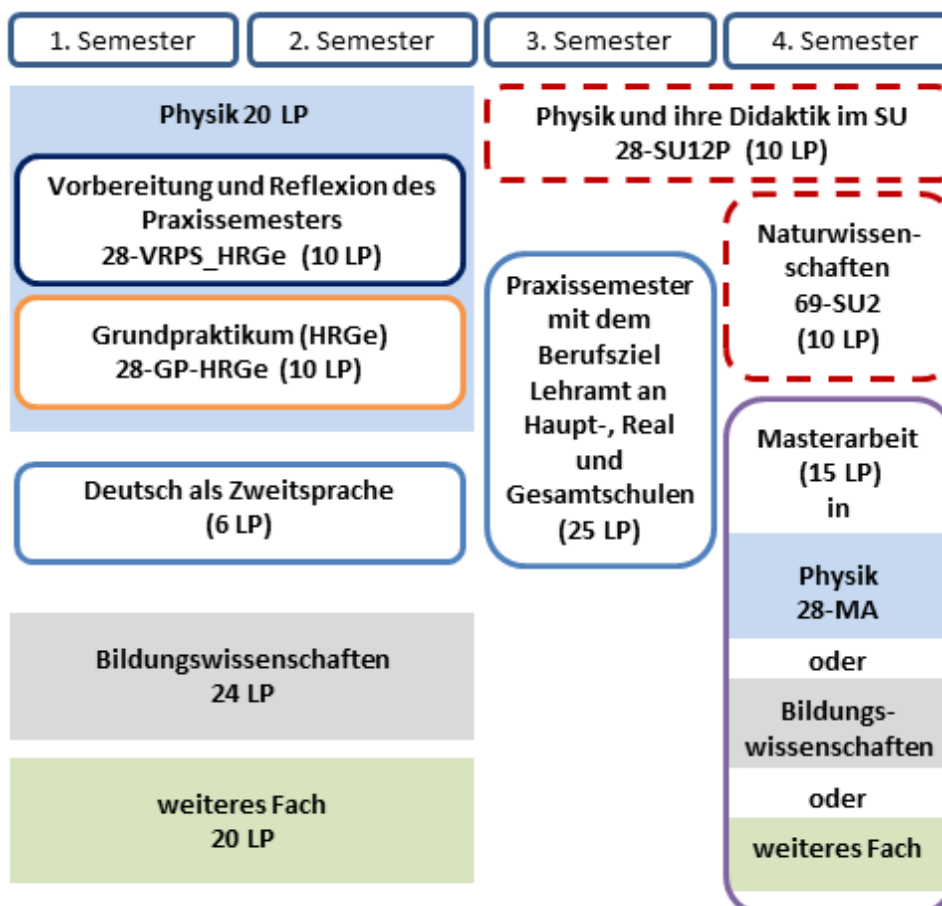 1. Semester
2. Semester
3. Semester
4. Semester
Physik 20 LP
Vorbereitung und Reflexion des
Praxissemesters
28-VRPS_HRGe (10 LP)
Grundpraktikum (HRGe)
28-GP-HRGe (10 LP)
Deutsch als Zweitsprache
(6 LP)
Bildungswissenschaften
24 LP
weiteres Fach
20 LP
Physik und ihre Didaktik im SU
28-SU12P (10 LP)
Praxissemester
mit dem
Berufsziel
Lehramt an
Haupt-, Real
und
Gesamtschulen
(25 LP)
Naturwissen-
schaften
69-SU2
(10 LP)
Masterarbeit
(15 LP)
in
Physik
28-MA
oder
Bildungs-
wissenschaften
oder
weiteres Fach